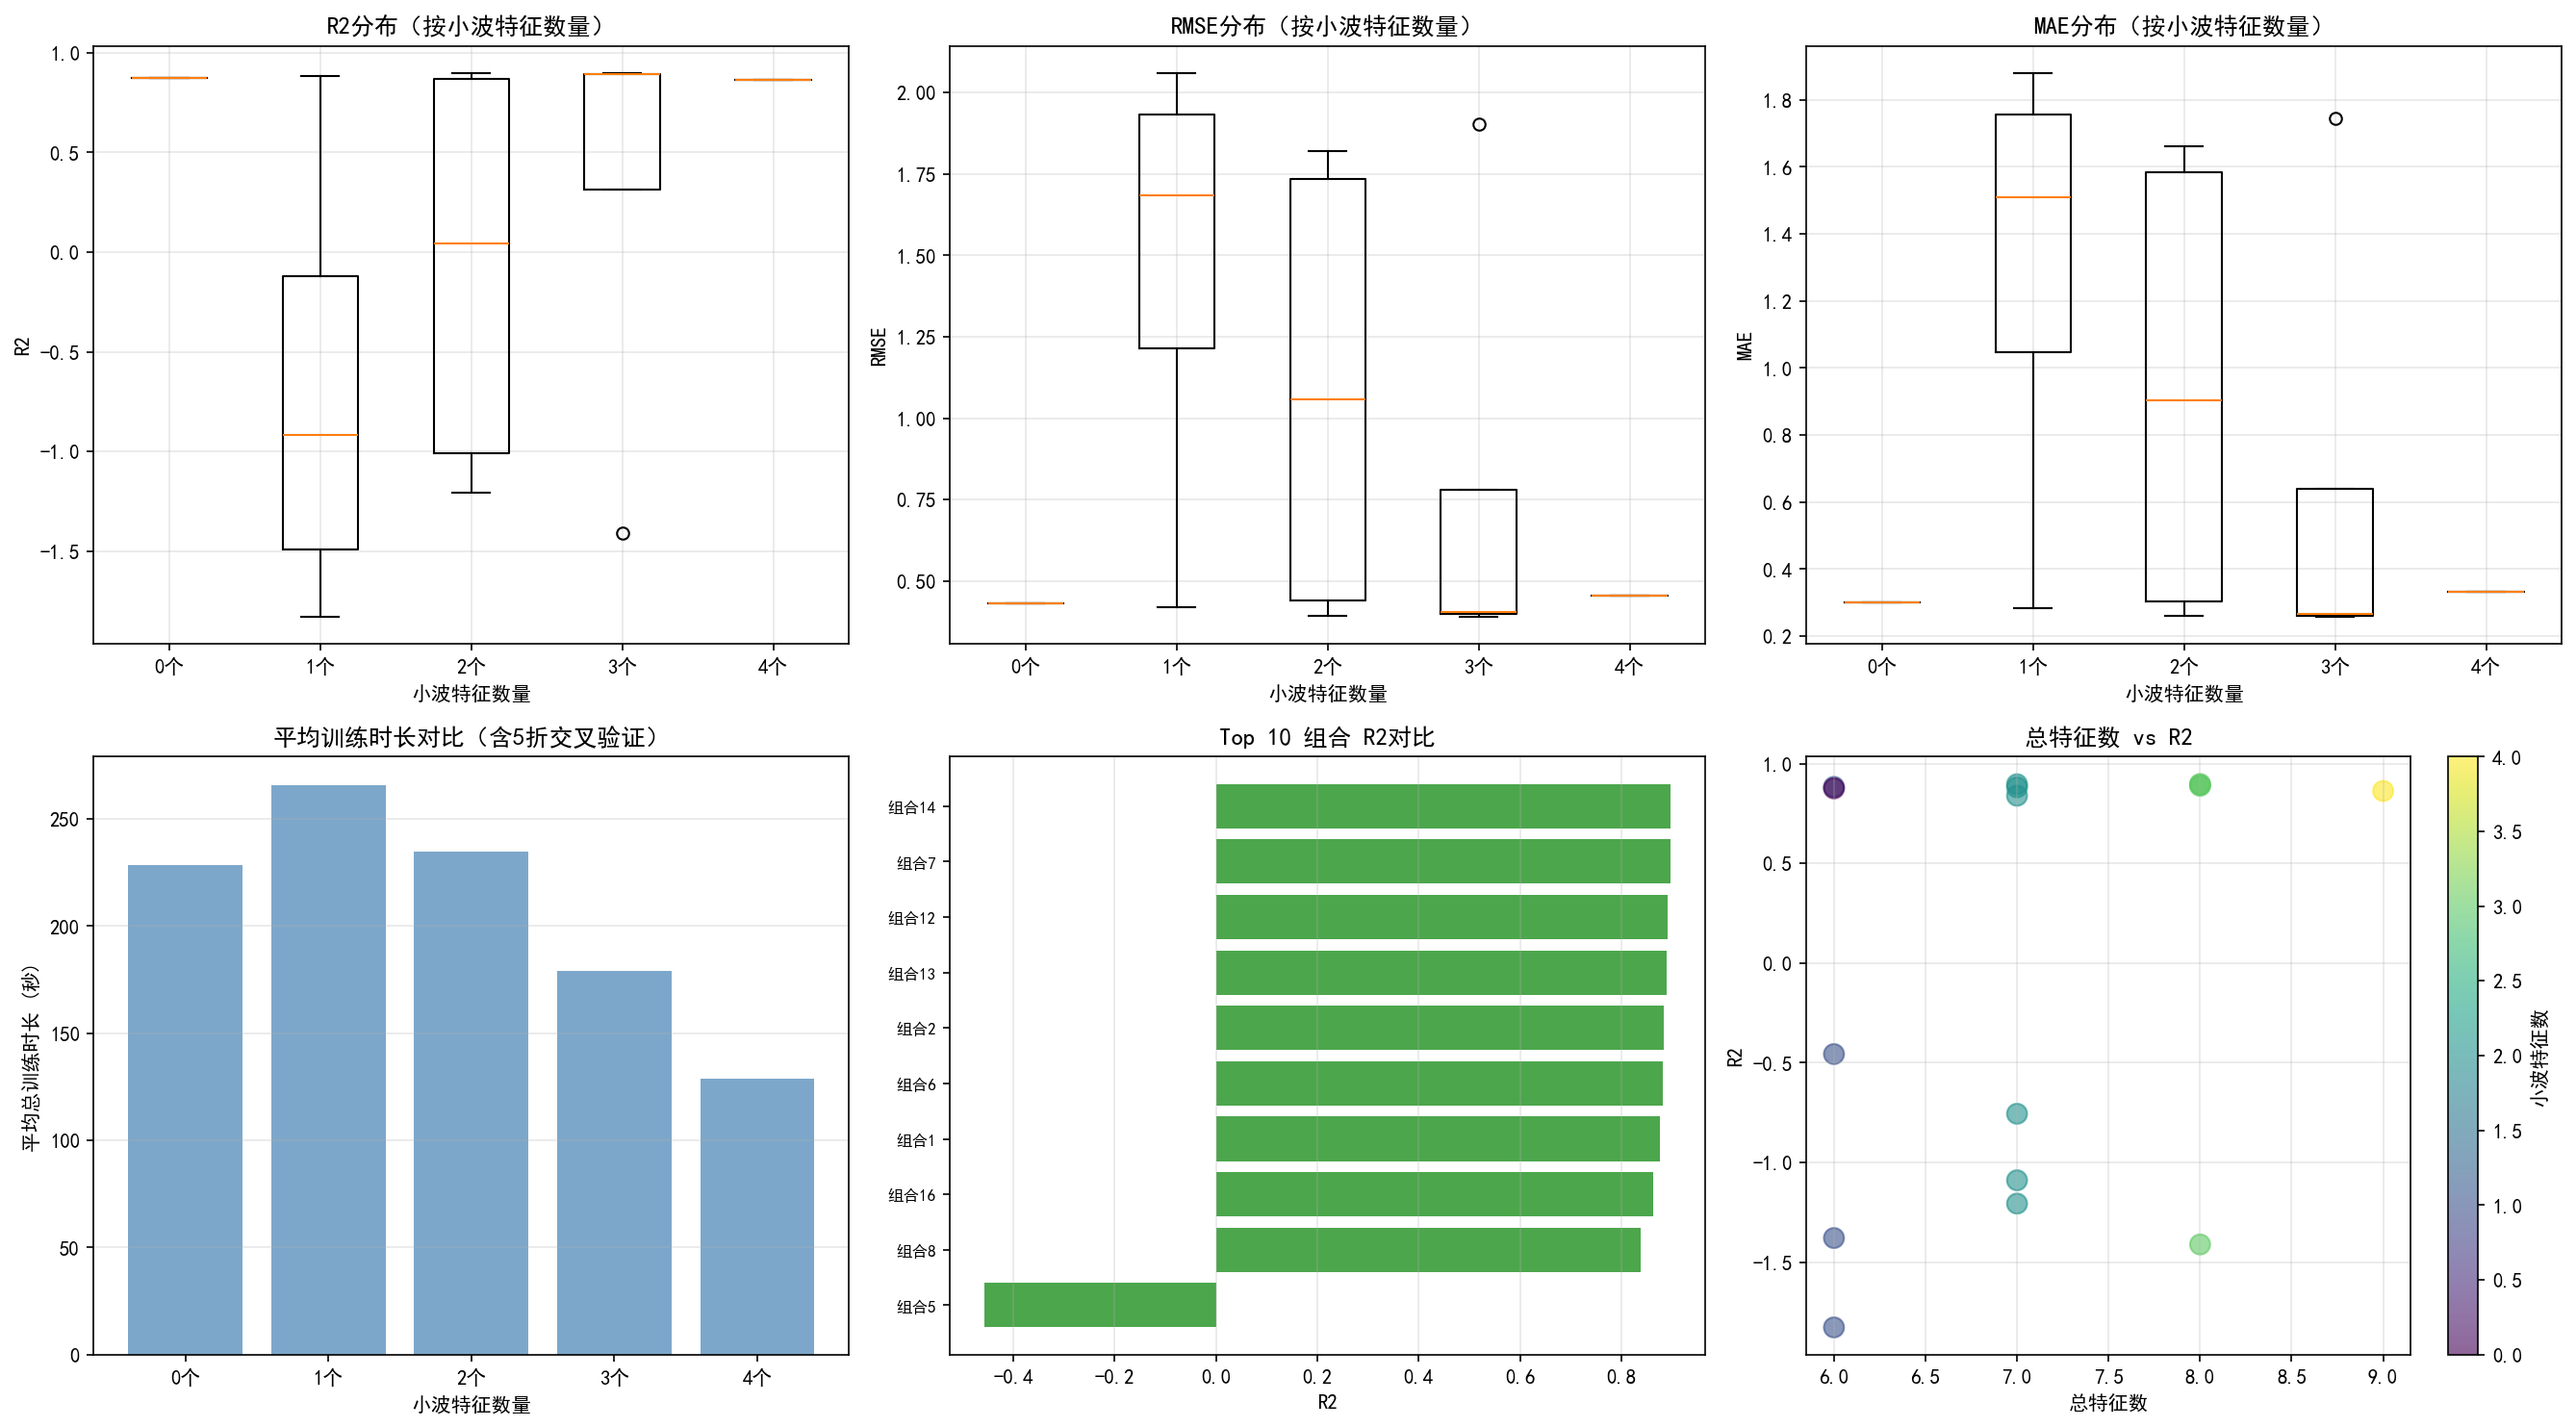 R2分布（按小波特征数量）
1.0
0.5
0.0
−0.5
−1.0
−1.5
R2
0个
1个
2个
3个
4个
小波特征数量
RMSE分布（按小波特征数量）
2.00
1.75
1.50
1.25
1.00
0.75
0.50
RMSE
0个
1个
2个
3个
4个
小波特征数量
MAE分布（按小波特征数量）
1.8
1.6
1.4
1.2
1.0
0.8
0.6
0.4
0.2
MAE
0个
1个
2个
3个
4个
小波特征数量
平均训练时长对比（含5折交叉验证）
250
200
150
100
50
0
平均总训练时长（秒）
0个
1个
2个
3个
4个
小波特征数量
Top 10 组合 R2对比
组合14
组合7
组合12
组合13
组合2
组合6
组合1
组合16
组合8
组合5
−0.4
−0.2
0.0
0.2
0.4
0.6
0.8
R2
总特征数 vs R2
1.0
0.5
0.0
−0.5
−1.0
−1.5
R2
6.0
6.5
7.0
7.5
8.0
8.5
9.0
总特征数
4.0
3.5
3.0
2.5
2.0
1.5
1.0
0.5
0.0
小波特征数